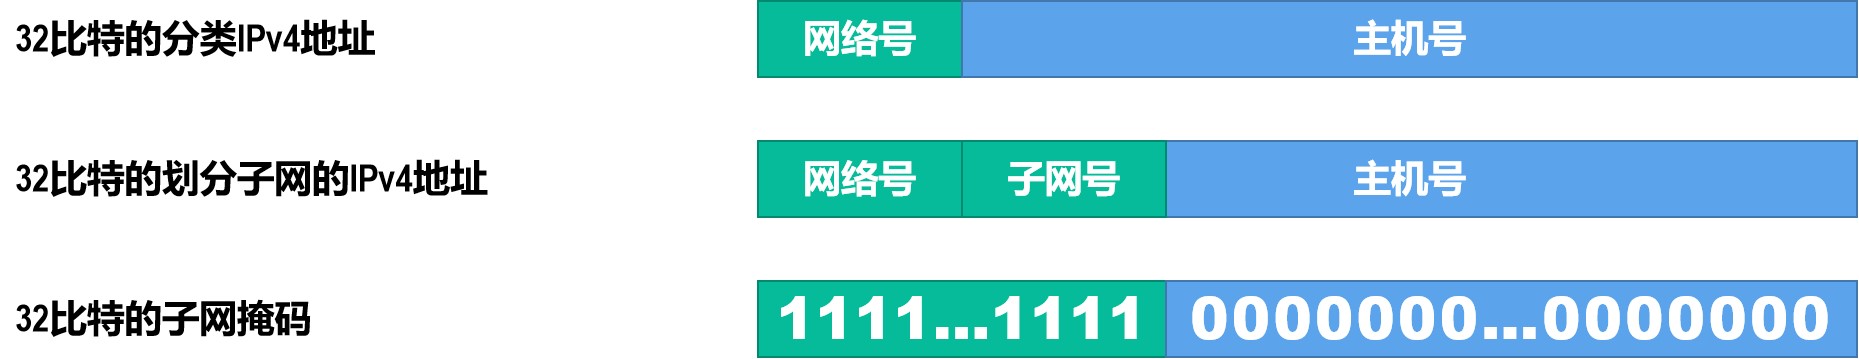 32比特的分类IPv4地址 网络号 主机号
32比特的划分子网的IPv4地址 网络号 子网号 主机号
32比特的子网掩码 1111...1111 0000000...0000000